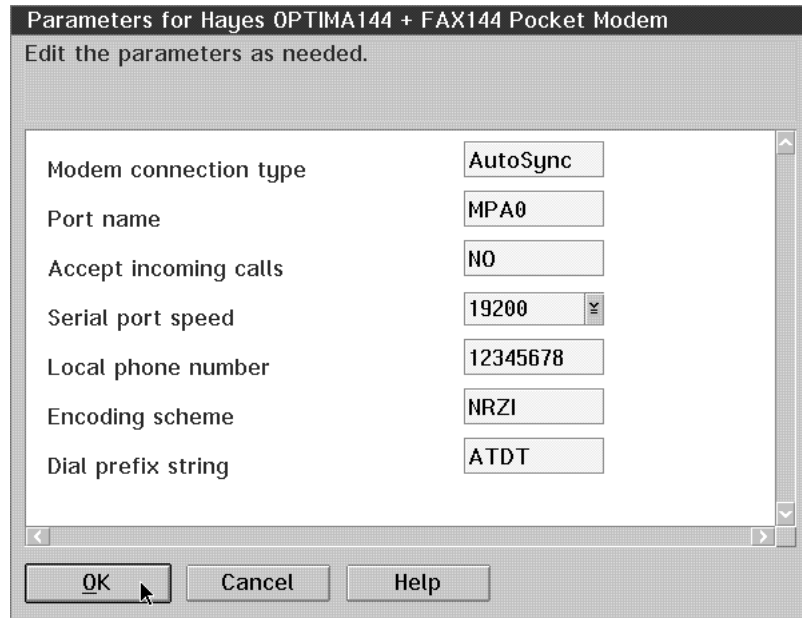 Parameters for Hayes OPTIMA144 + FAX144 Pocket Modem
Edit the parameters as needed.
Modem connection type AutoSync
Port name MPA0
Accept incoming calls NO
Serial port speed 19200
Local phone number 12345678
Encoding scheme NRZI
Dial prefix string ATDT
OK Cancel Help